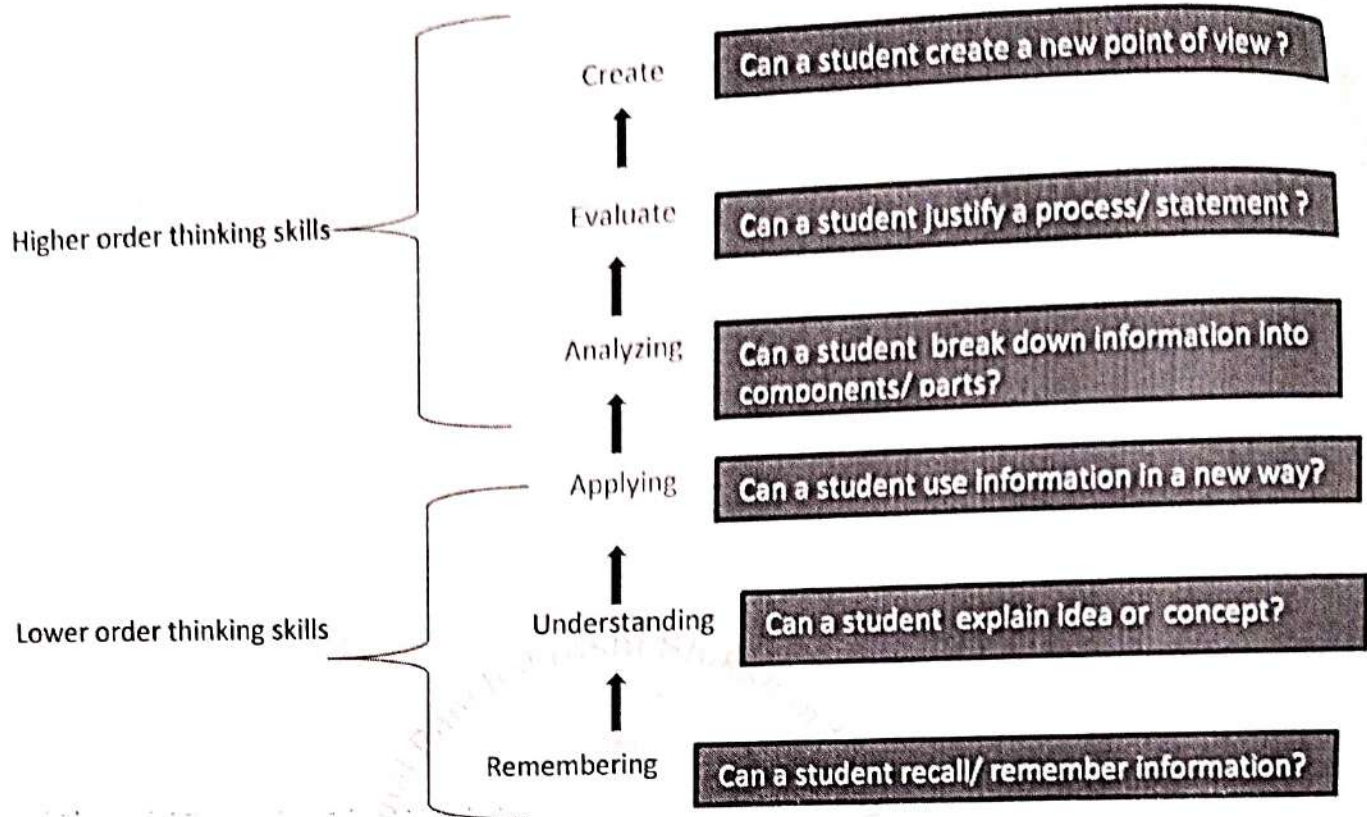 Create
Can a student create a new point of view ?
Higher order thinking skills
Evaluate
Can a student justify a process/ statement ?
Analyzing
Can a student break down information into
components/ parts?
Applying
Can a student use information in a new way?
Lower order thinking skills
Understanding
Can a student explain idea or concept?
Remembering
Can a student recall/ remember information?